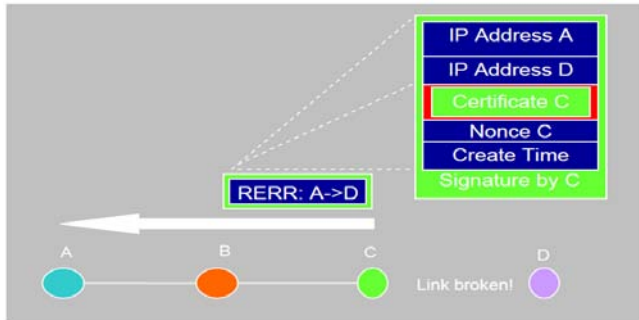 IP Address A
IP Address D
Certificate C
Nonce C
Create Time
Signature by C
RERR: A->D
A
B
C
D
Link broken!